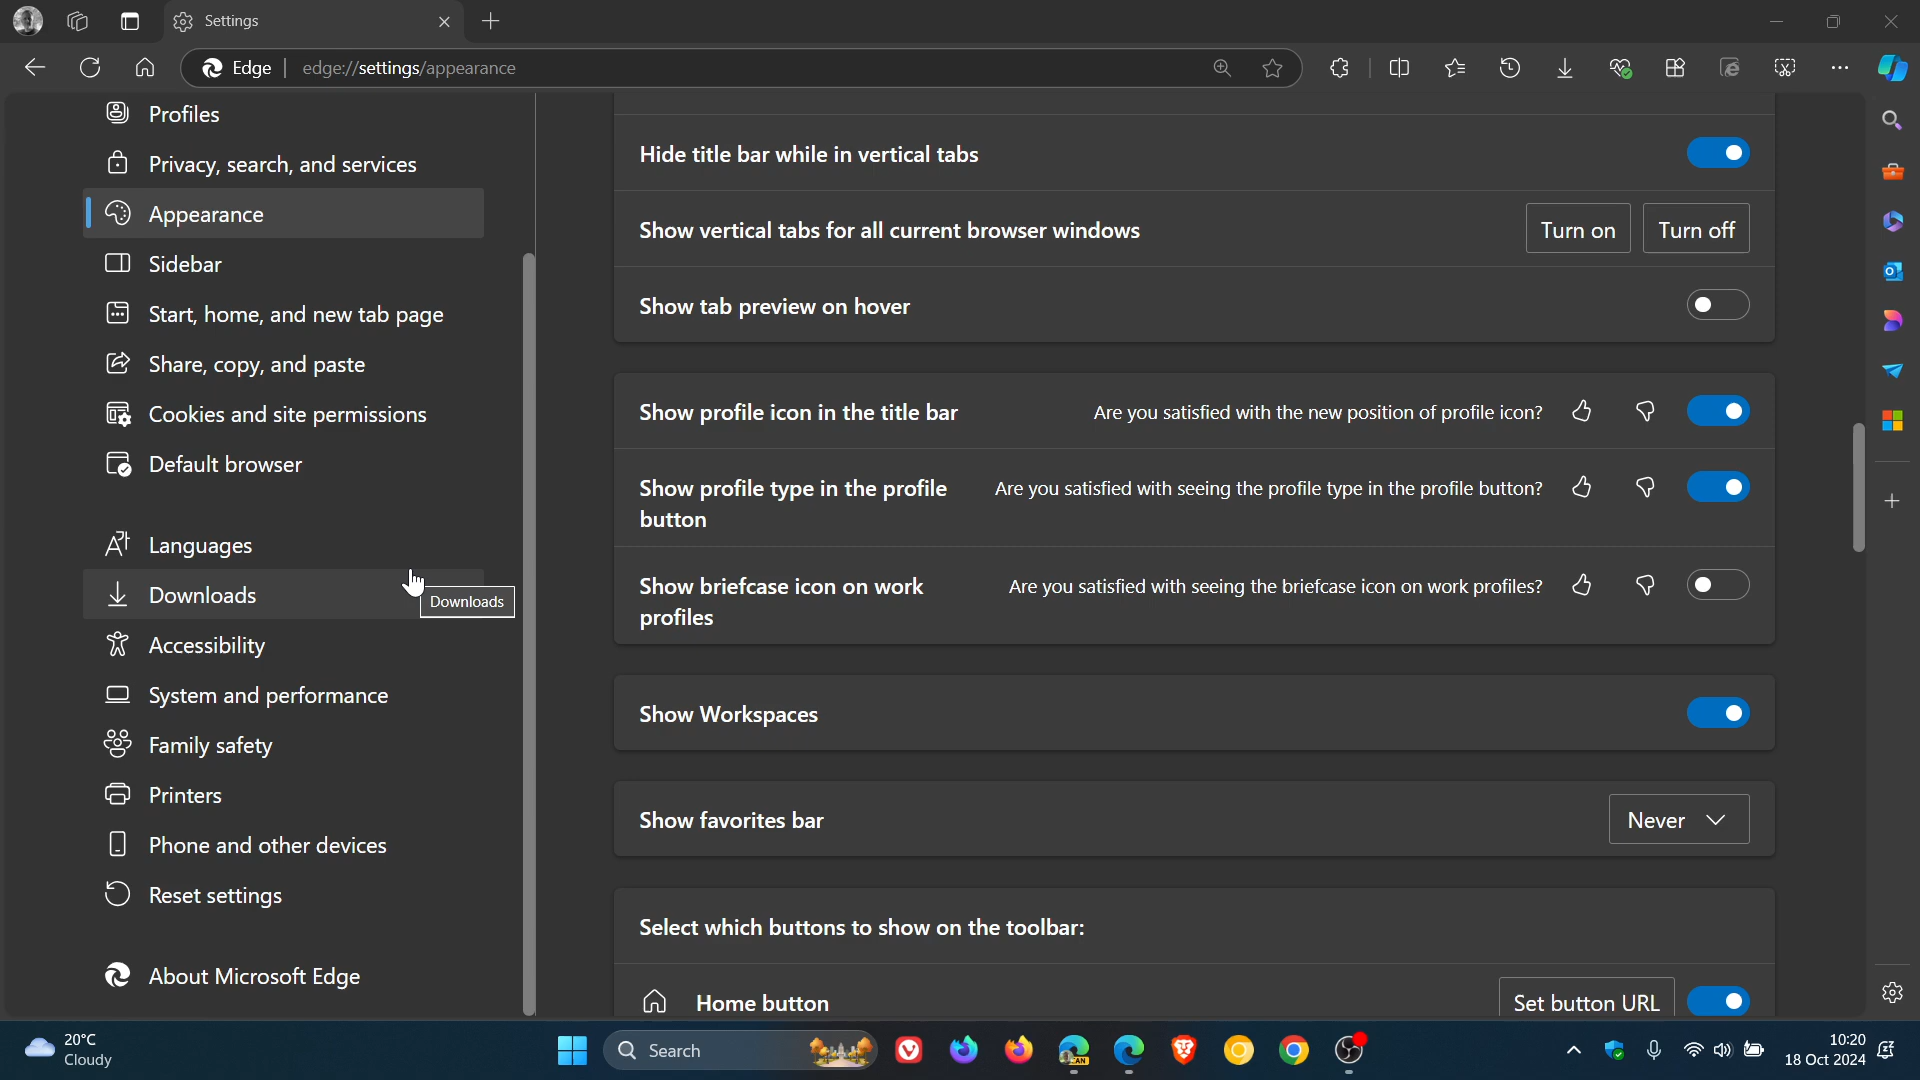 Settings
Edge
edge://settings/appearance
Profiles
Privacy, search, and services
Appearance
Sidebar
Start, home, and new tab page
Share, copy, and paste
Cookies and site permissions
Default browser
Languages
Downloads
Downloads
Accessibility
System and performance
Family safety
Printers
Phone and other devices
Reset settings
About Microsoft Edge
Hide title bar while in vertical tabs
Show vertical tabs for all current browser windows
Turn on
Turn off
Show tab preview on hover
Show profile icon in the title bar
Are you satisfied with the new position of profile icon?
Show profile type in the profile
button
Are you satisfied with seeing the profile type in the profile button?
Show briefcase icon on work
profiles
Are you satisfied with seeing the briefcase icon on work profiles?
Show Workspaces
Show favorites bar
Never
Select which buttons to show on the toolbar:
Home button
Set button URL
20°C
Cloudy
Search
CAN
10:20
18 Oct 2024